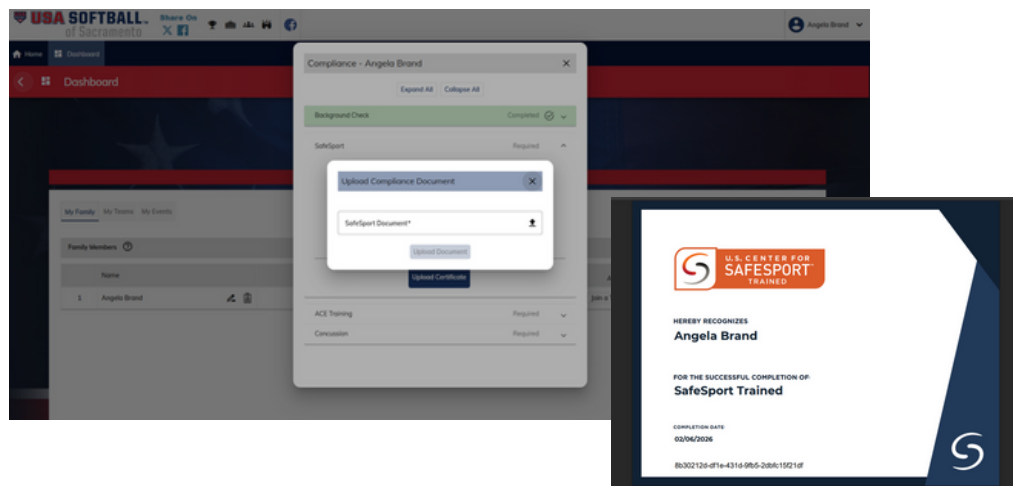 USA SOFTBALL
of Sacramento
Share On
Angela Brand
Home
Dashboard
Dashboard
Compliance - Angela Brand
Expand All
Collapse All
Background Check
Completed
SafeSport
Required
Upload Compliance Document
SafeSport Document*
Upload Document
Upload Certificate
ACE Training
Required
Concussion
Required
My Family
My Teams
My Events
Family Members
Name
1
Angela Brand
U.S. CENTER FOR
SAFESPORT
TRAINED
HEREBY RECOGNIZES
Angela Brand
FOR THE SUCCESSFUL COMPLETION OF:
SafeSport Trained
COMPLETION DATE
02/06/2026
8b30212d-df1e-431d-9fb5-2dbfc15f21df